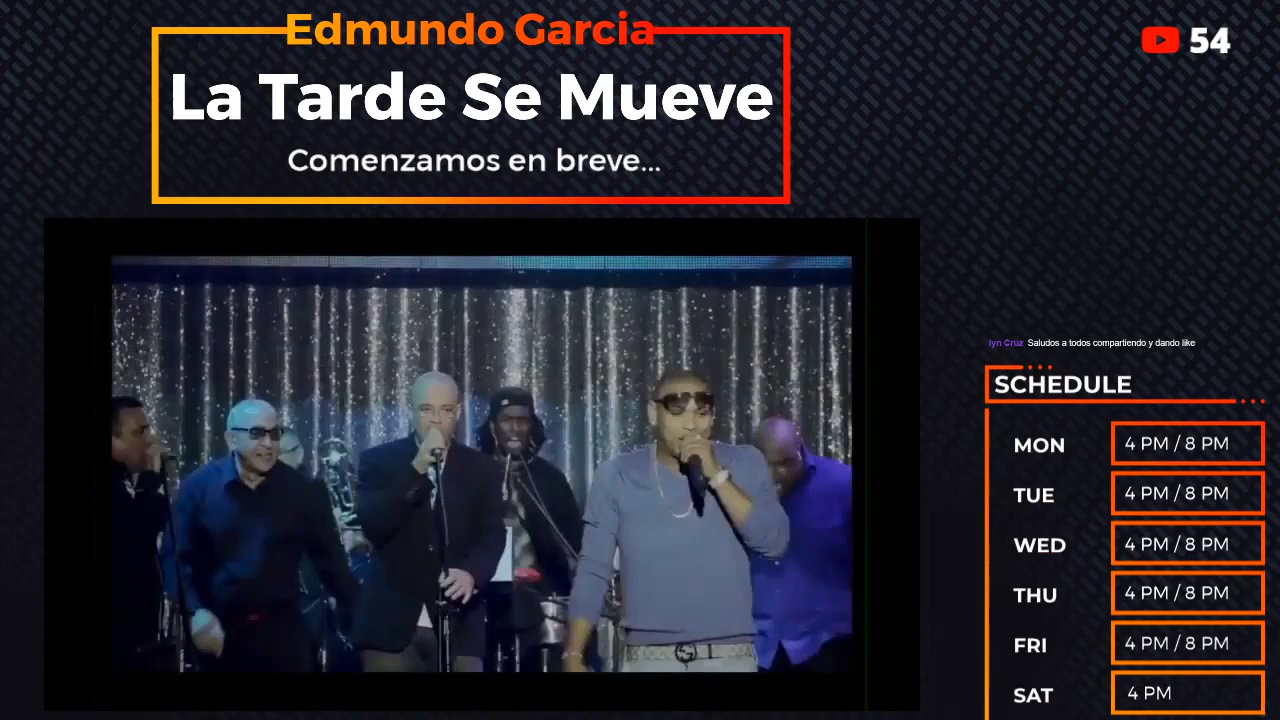 Edmundo Garcia
La Tarde Se Mueve
Comenzamos en breve...
54
lyn Cruz Saludos a todos compartiendo y dando like
SCHEDULE
MON 4 PM / 8 PM
TUE 4 PM / 8 PM
WED 4 PM / 8 PM
THU 4 PM / 8 PM
FRI 4 PM / 8 PM
SAT 4 PM